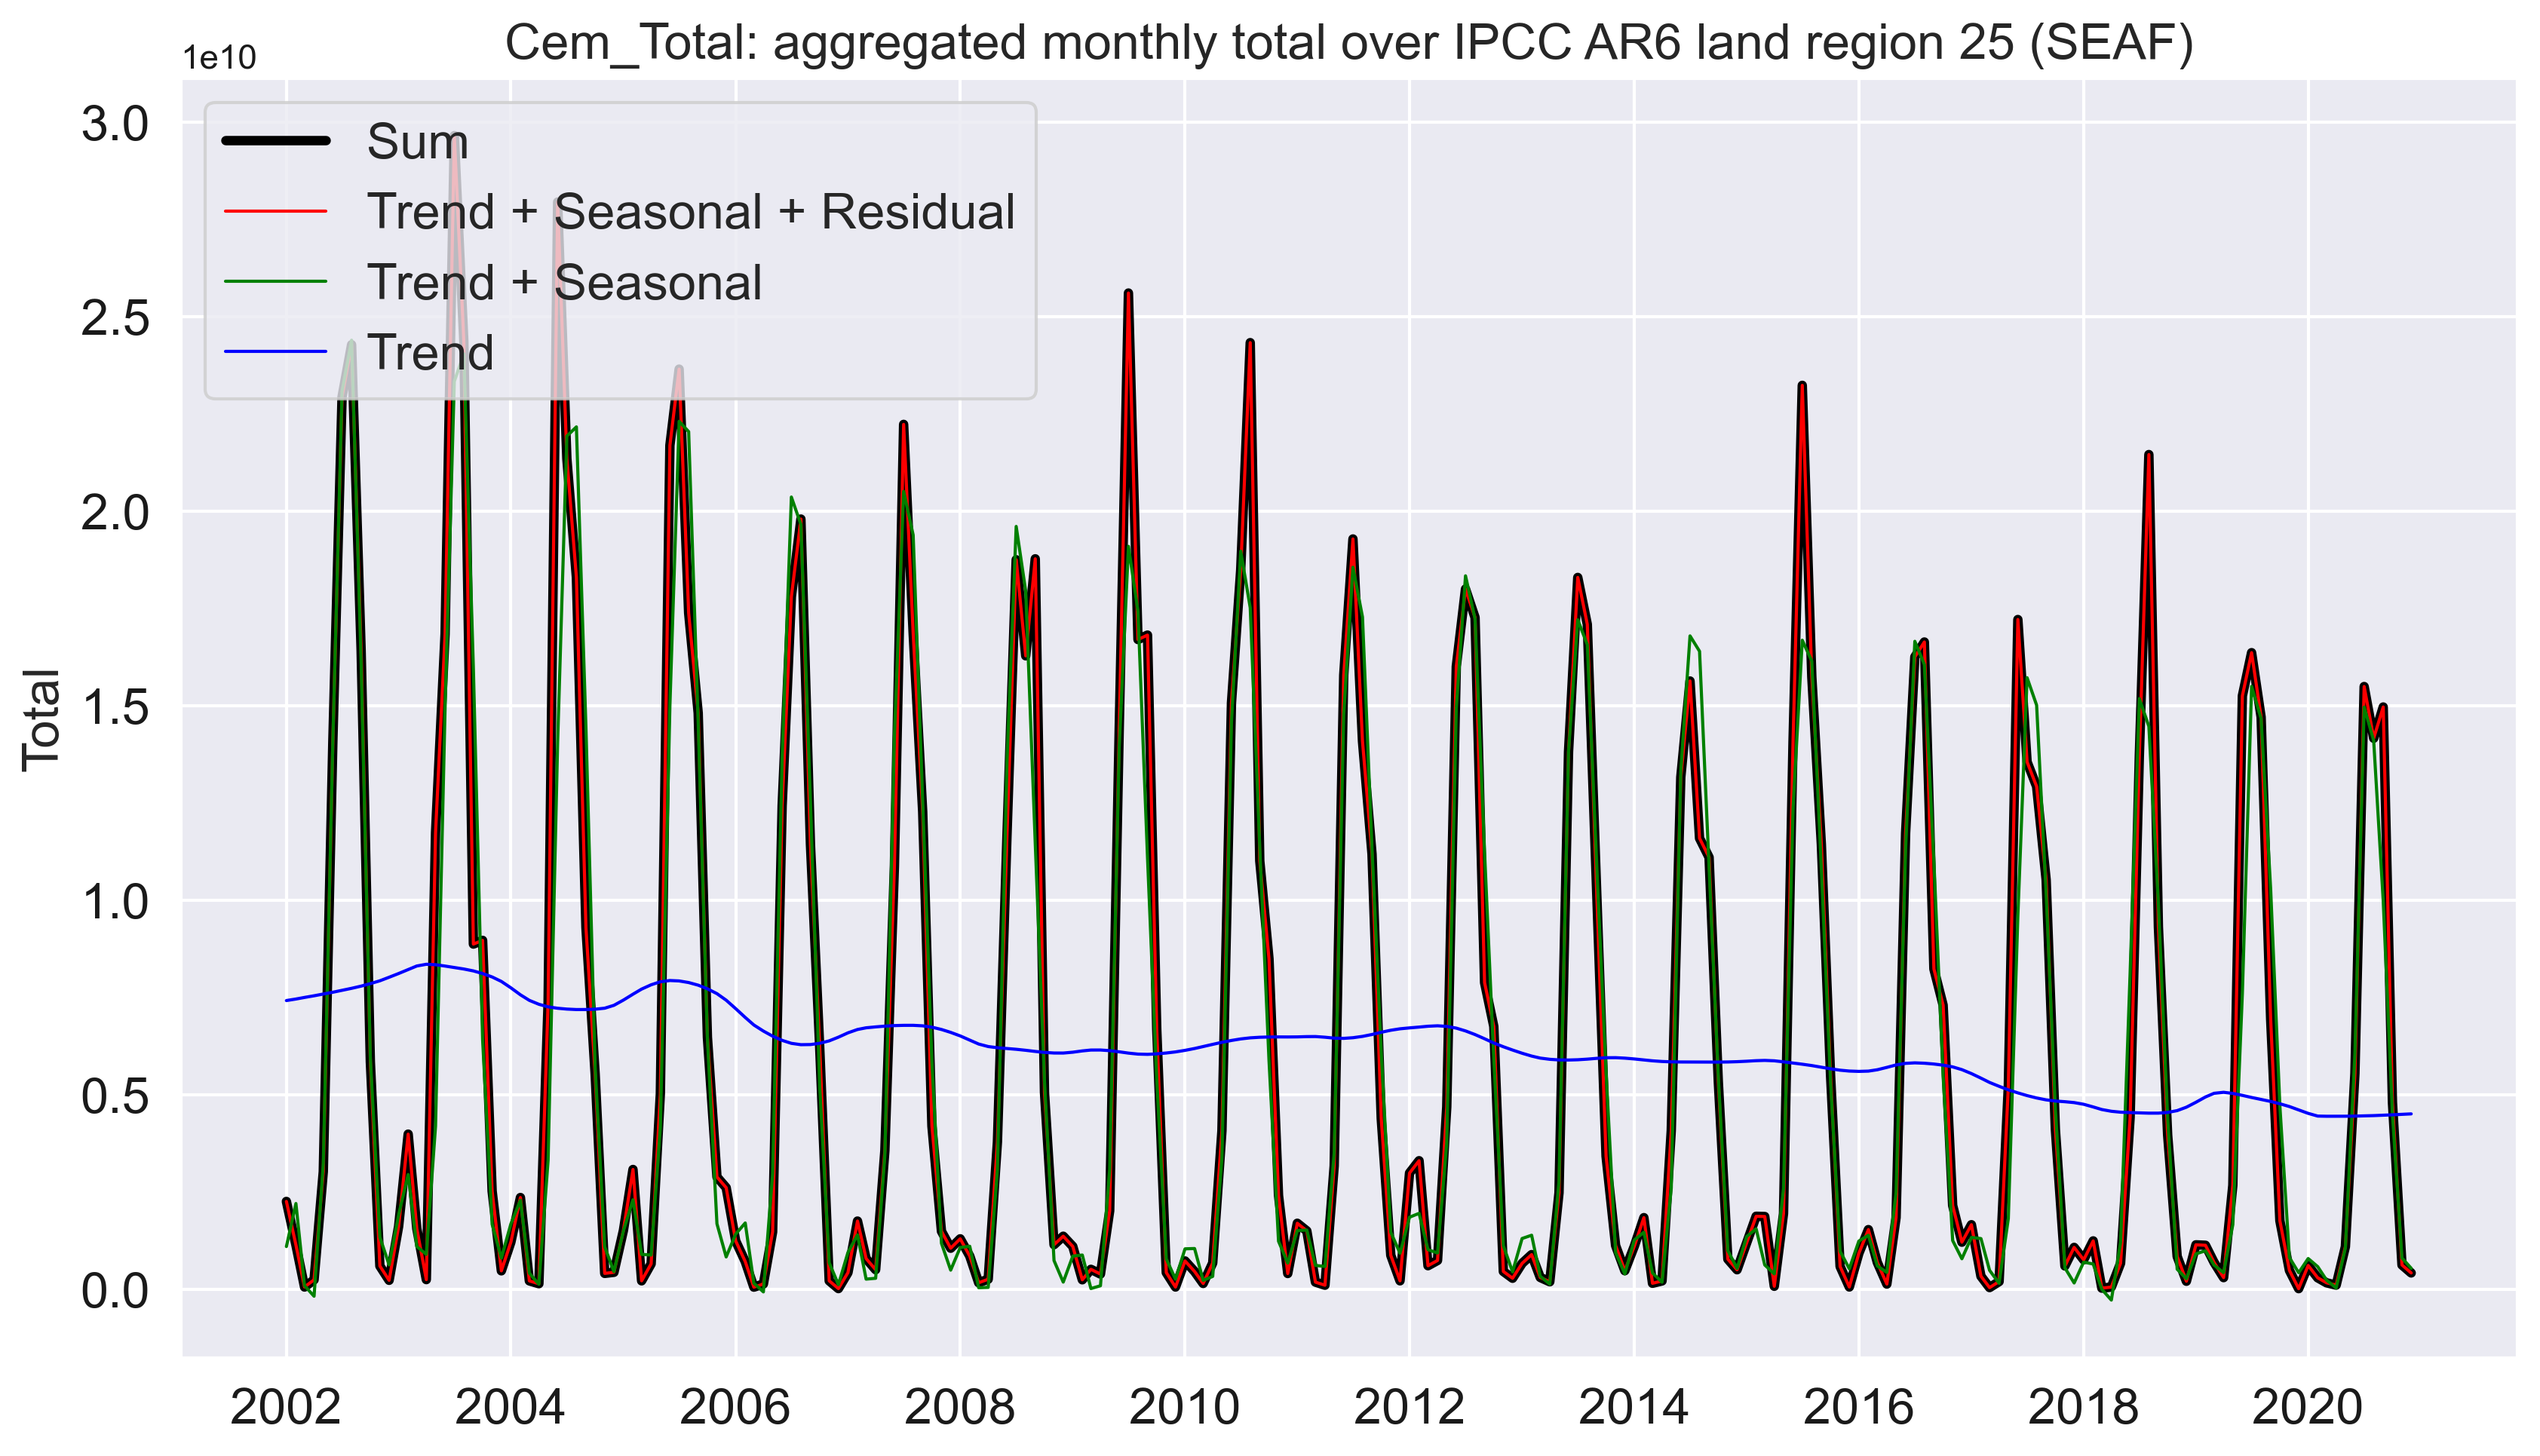 Cem_Total: aggregated monthly total over IPCC AR6 land region 25 (SEAF)
1e10
3.0
2.5
2.0
1.5
1.0
0.5
0.0
Total
Sum
Trend + Seasonal + Residual
Trend + Seasonal
Trend
2002 2004 2006 2008 2010 2012 2014 2016 2018 2020